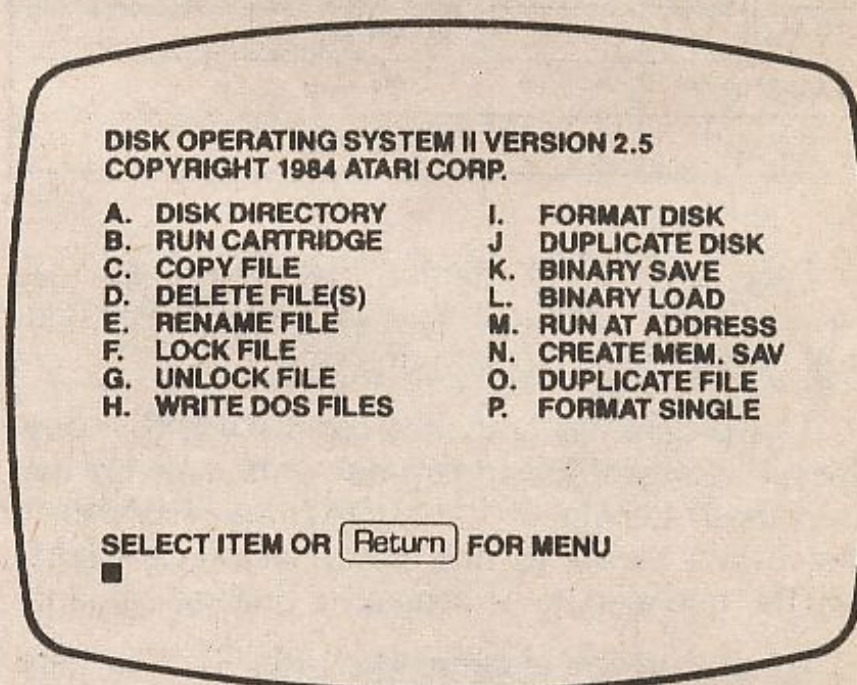 DISK OPERATING SYSTEM II VERSION 2.5
COPYRIGHT 1984 ATARI CORP.
A. DISK DIRECTORY
B. RUN CARTRIDGE
C. COPY FILE
D. DELETE FILE(S)
E. RENAME FILE
F. LOCK FILE
G. UNLOCK FILE
H. WRITE DOS FILES
I. FORMAT DISK
J DUPLICATE DISK
K. BINARY SAVE
L. BINARY LOAD
M. RUN AT ADDRESS
N. CREATE MEM. SAV
O. DUPLICATE FILE
P. FORMAT SINGLE
SELECT ITEM OR Return FOR MENU